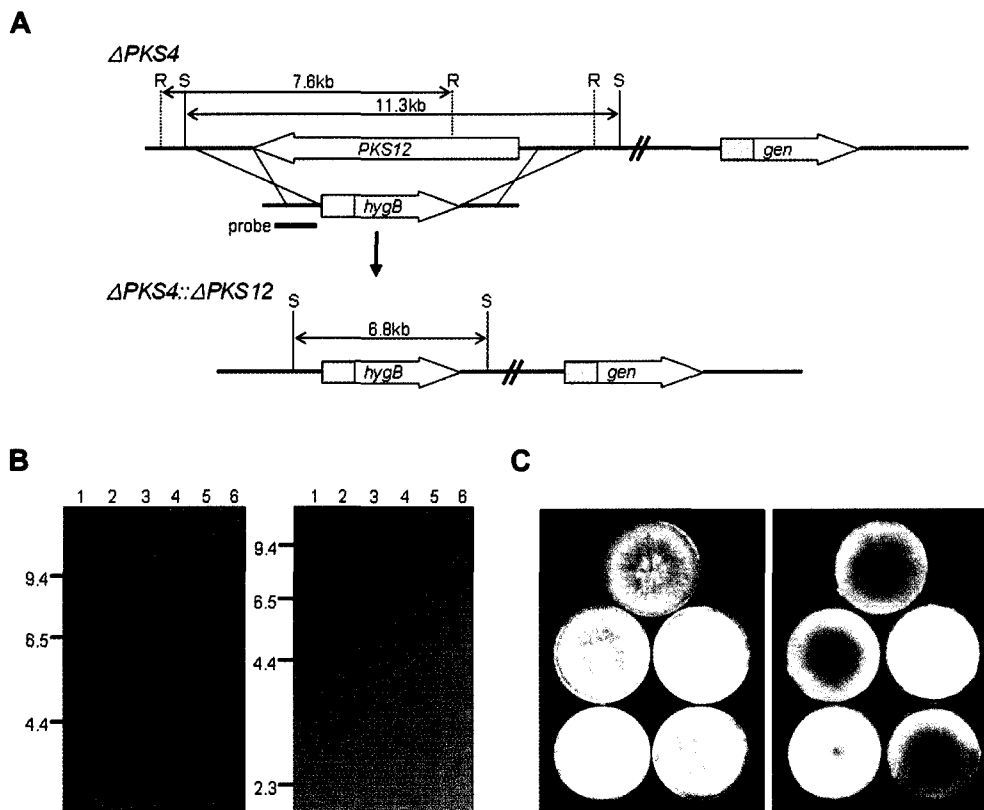 A
ΔPKS4
R S R R S
7.6kb
11.3kb
PKS12
gen
hygB
probe
ΔPKS4::ΔPKS12
S S
6.8kb
hygB
gen
B
C
1 2 3 4 5 6
9.4
6.5
4.4
1 2 3 4 5 6
9.4
6.5
4.4
2.3